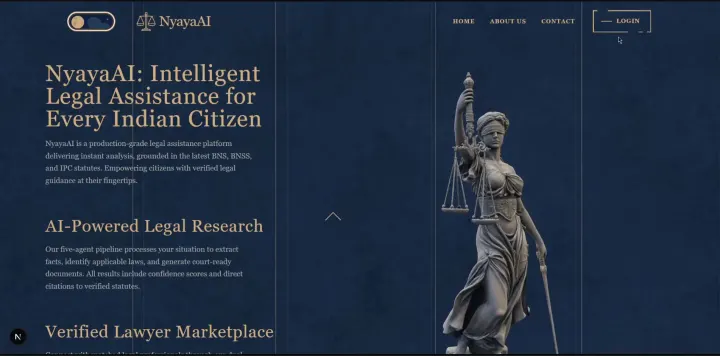 NyayaAI
HOME ABOUT US CONTACT LOGIN
NyayaAI: Intelligent
Legal Assistance for
Every Indian Citizen
NyayaAI is a production-grade legal assistance platform
delivering instant analysis, grounded in the latest BNS, BNSS,
and IPC statutes. Empowering citizens with verified legal
guidance at their fingertips.
AI-Powered Legal Research
Our five-agent pipeline processes your situation to extract
facts, identify applicable laws, and generate court-ready
documents. All results include confidence scores and direct
citations to verified statutes.
N
Verified Lawyer Marketplace